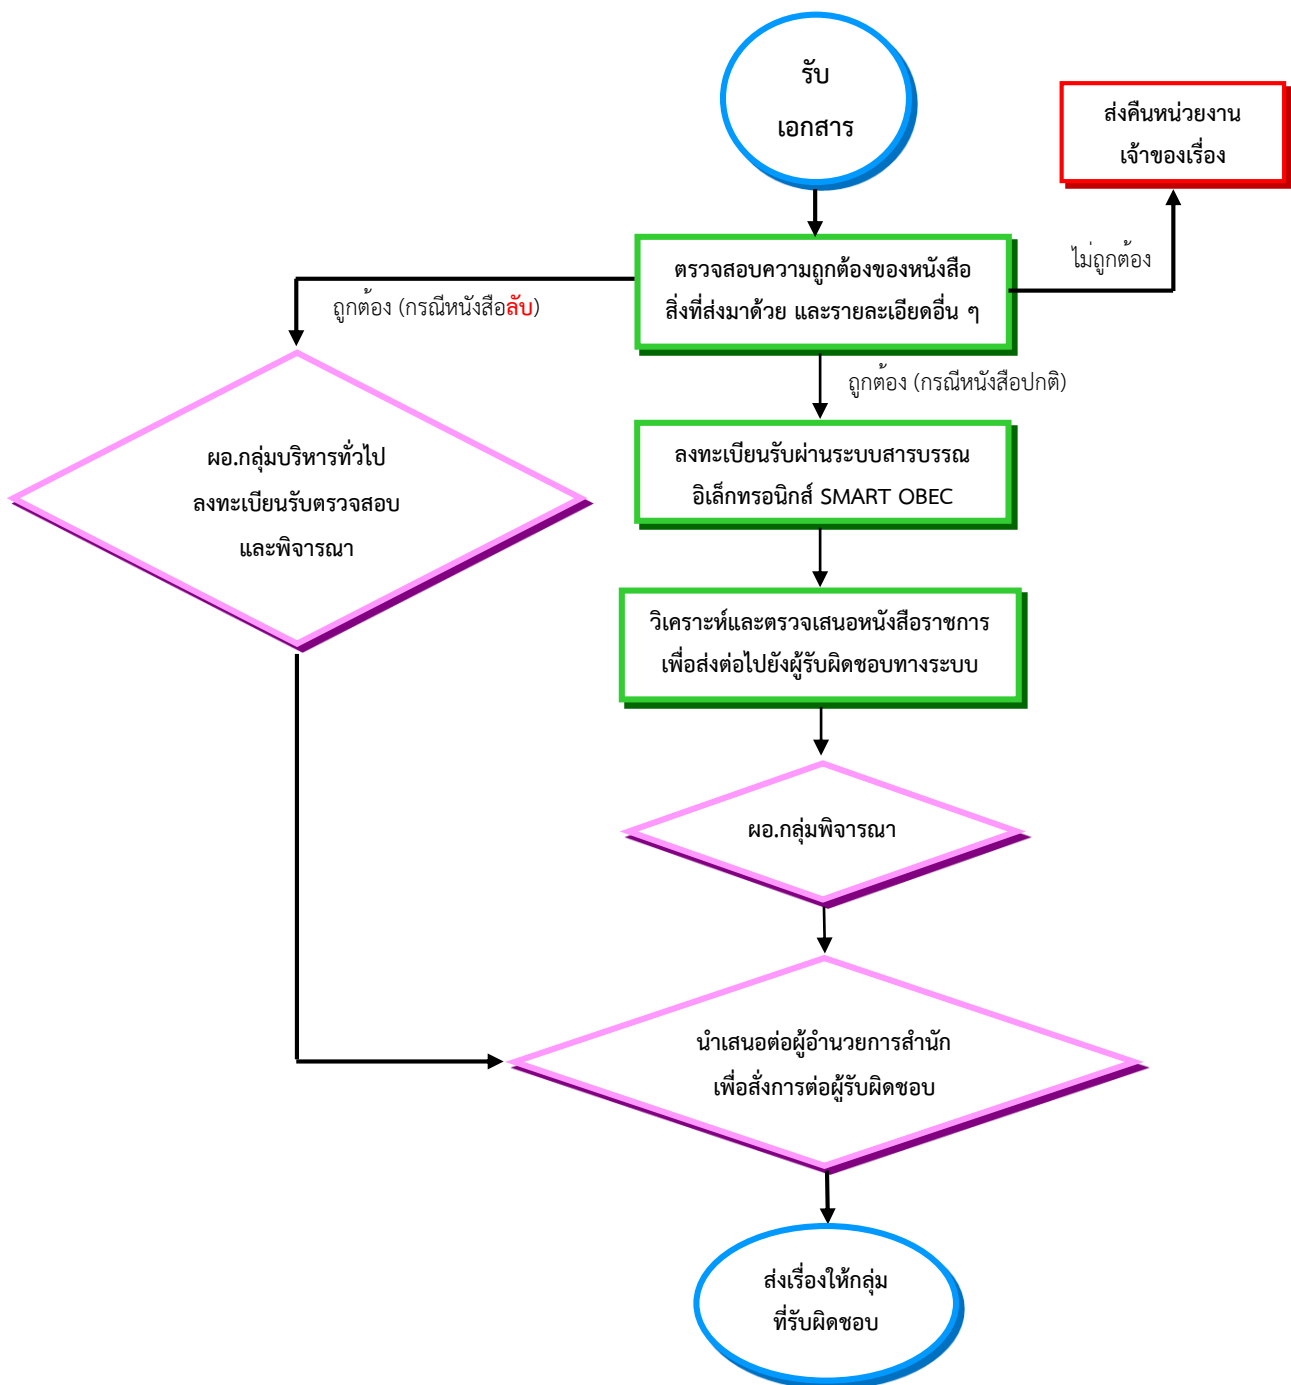 รับ
เอกสาร
ส่งคืนหน่วยงาน
เจ้าของเรื่อง
ตรวจสอบความถูกต้องของหนังสือ
สิ่งที่ส่งมาด้วย และรายละเอียดอื่น ๆ
ไม่ถูกต้อง
ถูกต้อง (กรณีหนังสือลับ)
ถูกต้อง (กรณีหนังสือปกติ)
ผอ.กลุ่มบริหารทั่วไป
ลงทะเบียนรับตรวจสอบ
และพิจารณา
ลงทะเบียนรับผ่านระบบสารบรรณ
อิเล็กทรอนิกส์ SMART OBEC
วิเคราะห์และตรวจเสนอหนังสือราชการ
เพื่อส่งต่อไปยังผู้รับผิดชอบทางระบบ
ผอ.กลุ่มพิจารณา
นำเสนอต่อผู้อำนวยการสำนัก
เพื่อสั่งการต่อผู้รับผิดชอบ
ส่งเรื่องให้กลุ่ม
ที่รับผิดชอบ